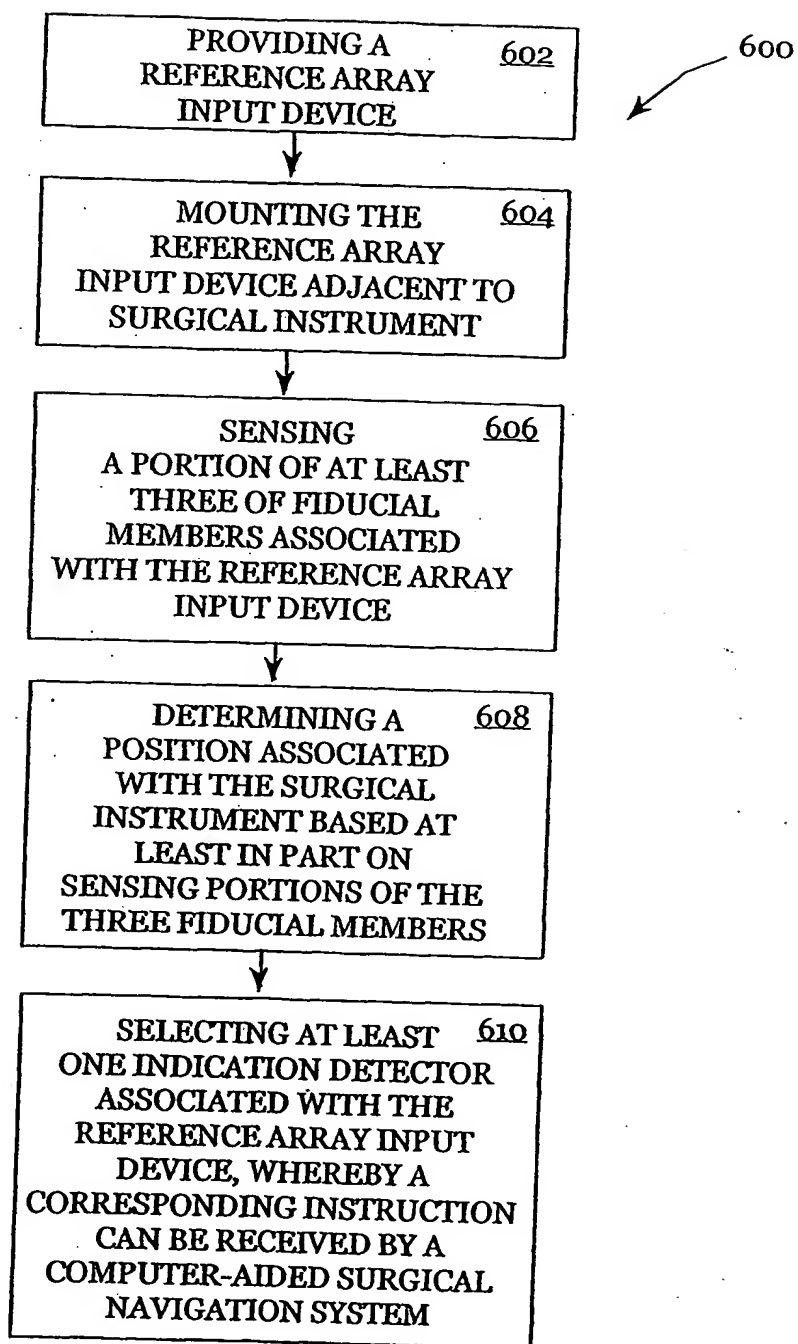 PROVIDING A 602
REFERENCE ARRAY
INPUT DEVICE
600
MOUNTING THE 604
REFERENCE ARRAY
INPUT DEVICE ADJACENT TO
SURGICAL INSTRUMENT
SENSING 606
A PORTION OF AT LEAST
THREE OF FIDUCIAL
MEMBERS ASSOCIATED
WITH THE REFERENCE ARRAY
INPUT DEVICE
DETERMINING A 608
POSITION ASSOCIATED
WITH THE SURGICAL
INSTRUMENT BASED AT
LEAST IN PART ON
SENSING PORTIONS OF THE
THREE FIDUCIAL MEMBERS
SELECTING AT LEAST 610
ONE INDICATION DETECTOR
ASSOCIATED WITH THE
REFERENCE ARRAY INPUT
DEVICE, WHEREBY A
CORRESPONDING INSTRUCTION
CAN BE RECEIVED BY A
COMPUTER-AIDED SURGICAL
NAVIGATION SYSTEM